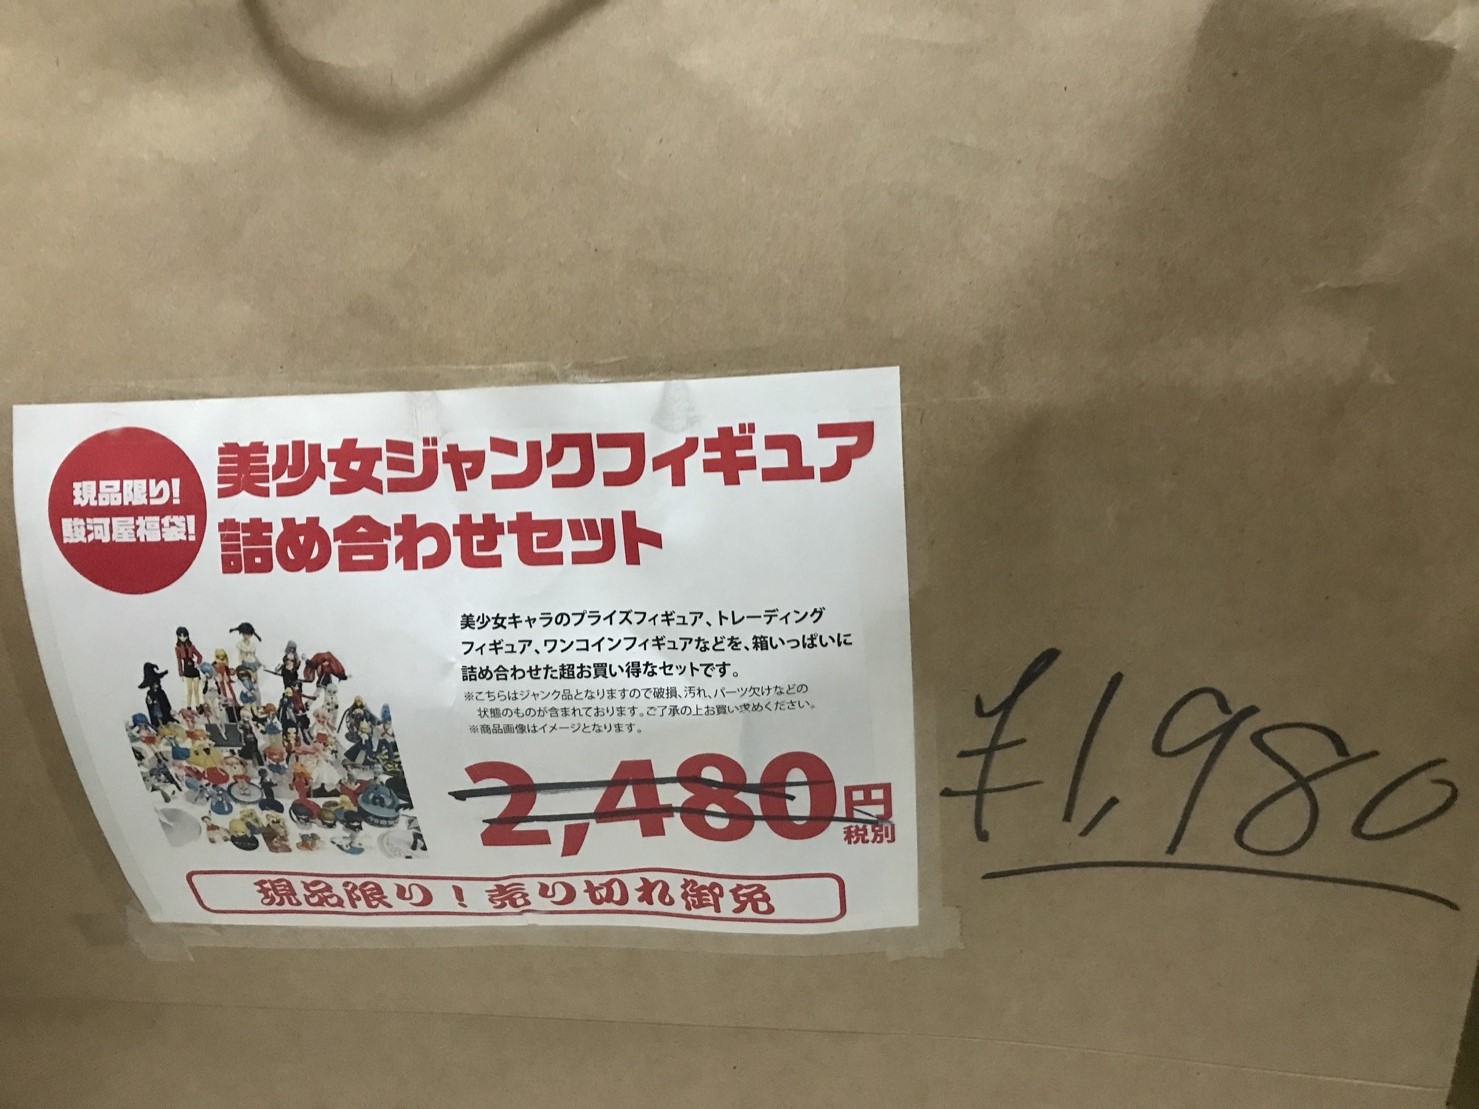 現品限り!
駿河屋福袋!
美少女ジャンクフィギュア
詰め合わせセット
美少女キャラのプライズフィギュア、トレーディング
フィギュア、ワンコインフィギュアなどを、箱いっぱいに
詰め合わせた超お買い得なセットです。
※こちらはジャンク品となりますので破損、汚れ、パーツ欠けなどの
状態のものが含まれております。ご了承の上お買い求めください。
※商品画像はイメージとなります。
2,480円
税別
¥1,980
現品限り！売り切れ御免